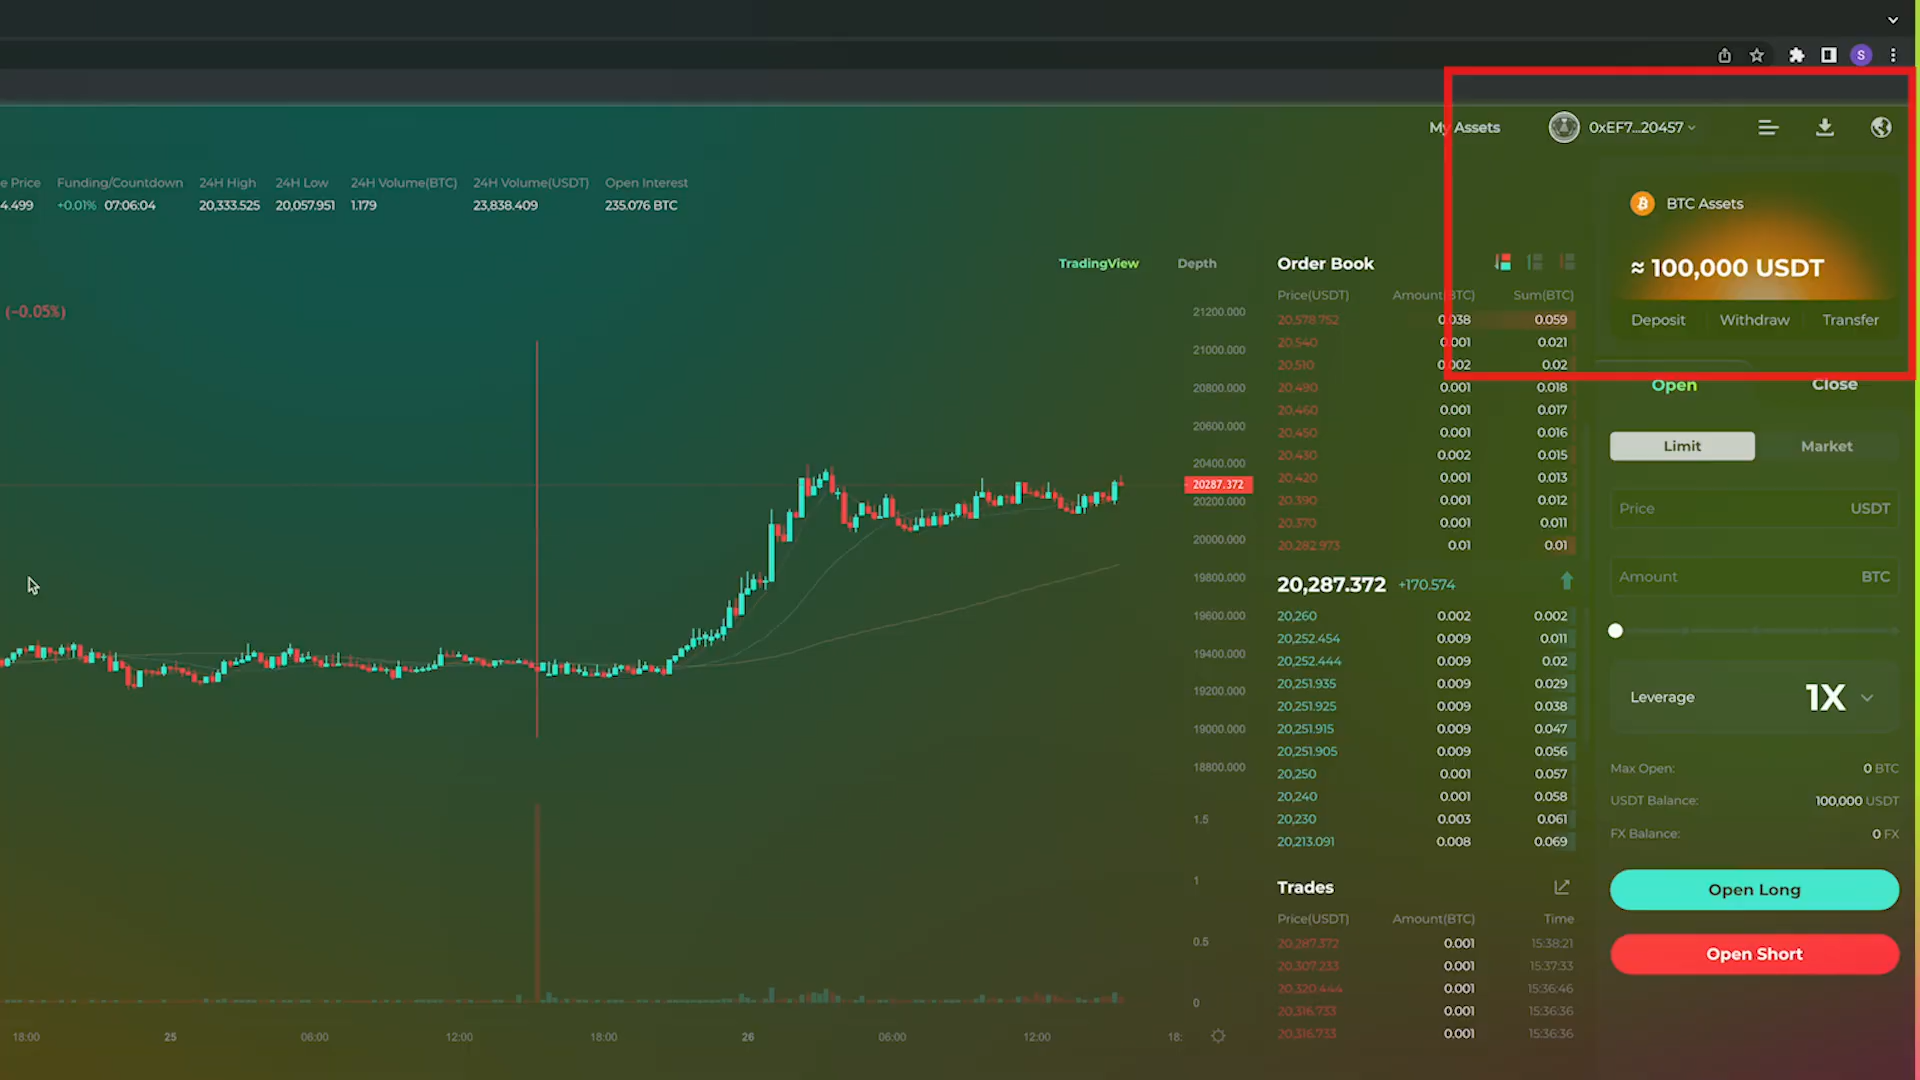 S
My Assets
0xEF7...20457
e Price Funding/Countdown 24H High 24H Low 24H Volume(BTC) 24H Volume(USDT) Open Interest
4.499 +0.01% 07:06:04 20,333.525 20,057.951 1.179 23,838.409 235.076 BTC
BTC Assets
≈ 100,000 USDT
Deposit Withdraw Transfer
TradingView Depth
(-0.05%)
21200.000
21000.000
20800.000
20600.000
20400.000
20287.372
20200.000
20000.000
19800.000
19600.000
19400.000
19200.000
19000.000
18800.000
1.5
1
0.5
0
18:00 25 06:00 12:00 18:00 26 06:00 12:00 18:
Order Book
Price(USDT) Amount(BTC) Sum(BTC)
20,578.752 0.038 0.059
20,540 0.001 0.021
20,510 0.002 0.02
20,490 0.001 0.018
20,460 0.001 0.017
20,450 0.001 0.016
20,430 0.002 0.015
20,420 0.001 0.013
20,390 0.001 0.012
20,370 0.001 0.011
20,282.973 0.01 0.01
20,287.372 +170.574
20,260 0.002 0.002
20,252.454 0.009 0.011
20,252.444 0.009 0.02
20,251.935 0.009 0.029
20,251.925 0.009 0.038
20,251.915 0.009 0.047
20,251.905 0.009 0.056
20,250 0.001 0.057
20,240 0.001 0.058
20,230 0.003 0.061
20,213.091 0.008 0.069
Trades
Price(USDT) Amount(BTC) Time
20,287.372 0.001 15:38:21
20,307.233 0.001 15:37:33
20,320.444 0.001 15:36:46
20,316.733 0.001 15:36:36
20,316.733 0.001 15:36:36
Open Close
Limit Market
Price USDT
Amount BTC
Leverage 1X
Max Open: 0 BTC
USDT Balance: 100,000 USDT
FX Balance: 0 FX
Open Long
Open Short